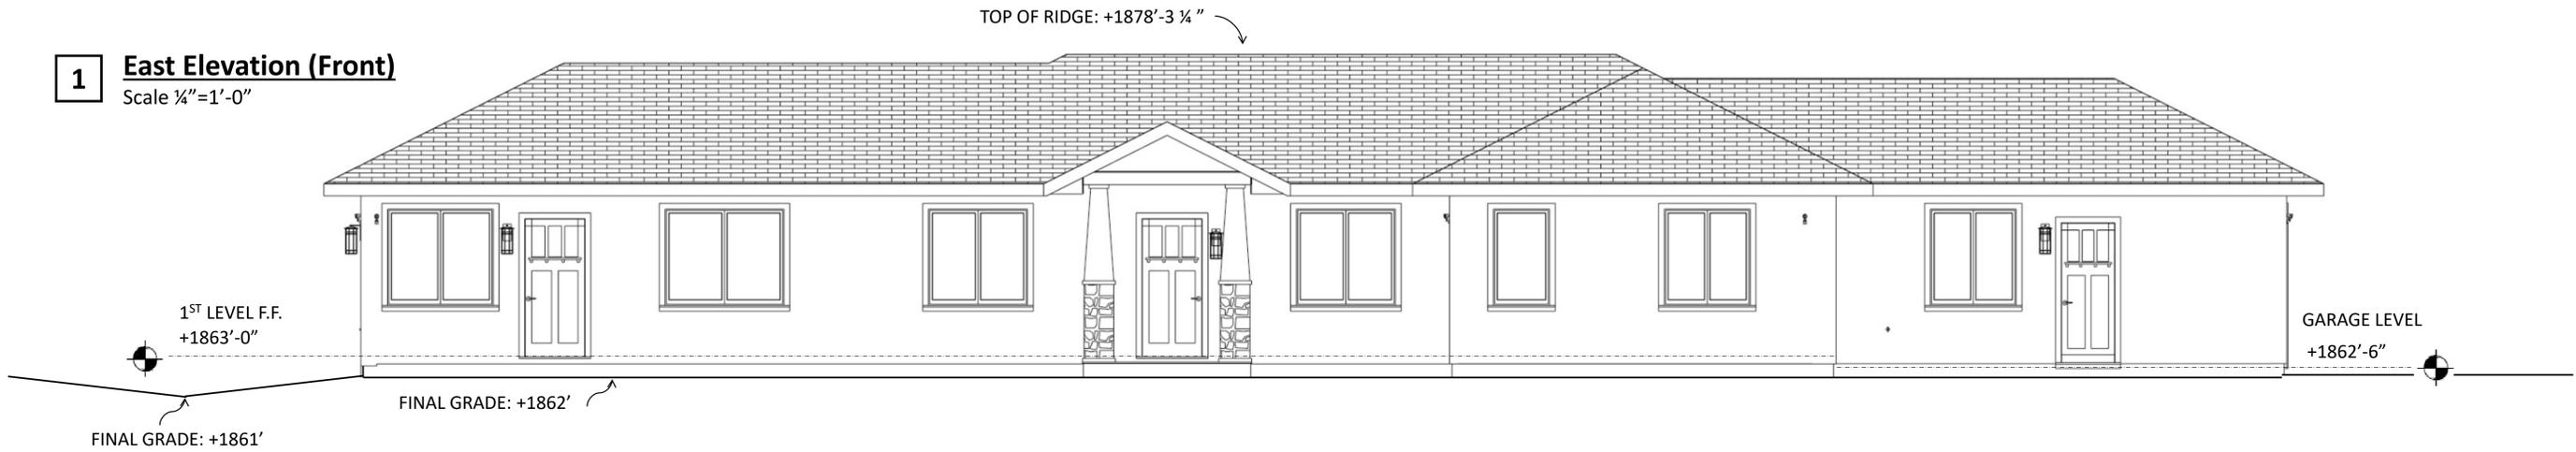 TOP OF RIDGE: +1878’-3 ¼ ”
1
East Elevation (Front)
Scale ¼”=1’-0”
1ST LEVEL F.F.
+1863’-0”
GARAGE LEVEL
+1862’-6”
FINAL GRADE: +1862’
FINAL GRADE: +1861’